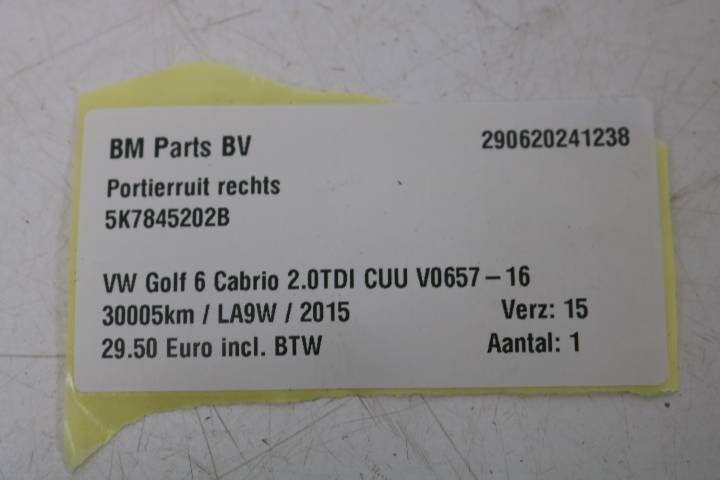 BM Parts BV 290620241238
Portierruit rechts
5K7845202B
VW Golf 6 Cabrio 2.0TDI CUU V0657-16
30005km / LA9W / 2015 Verz: 15
29.50 Euro incl. BTW Aantal: 1